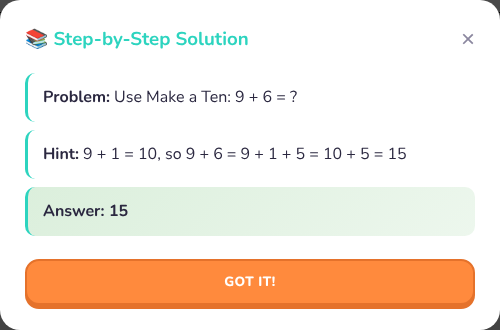 📚 Step-by-Step Solution ×
Problem: Use Make a Ten: 9 + 6 = ?
Hint: 9 + 1 = 10, so 9 + 6 = 9 + 1 + 5 = 10 + 5 = 15
Answer: 15
GOT IT!